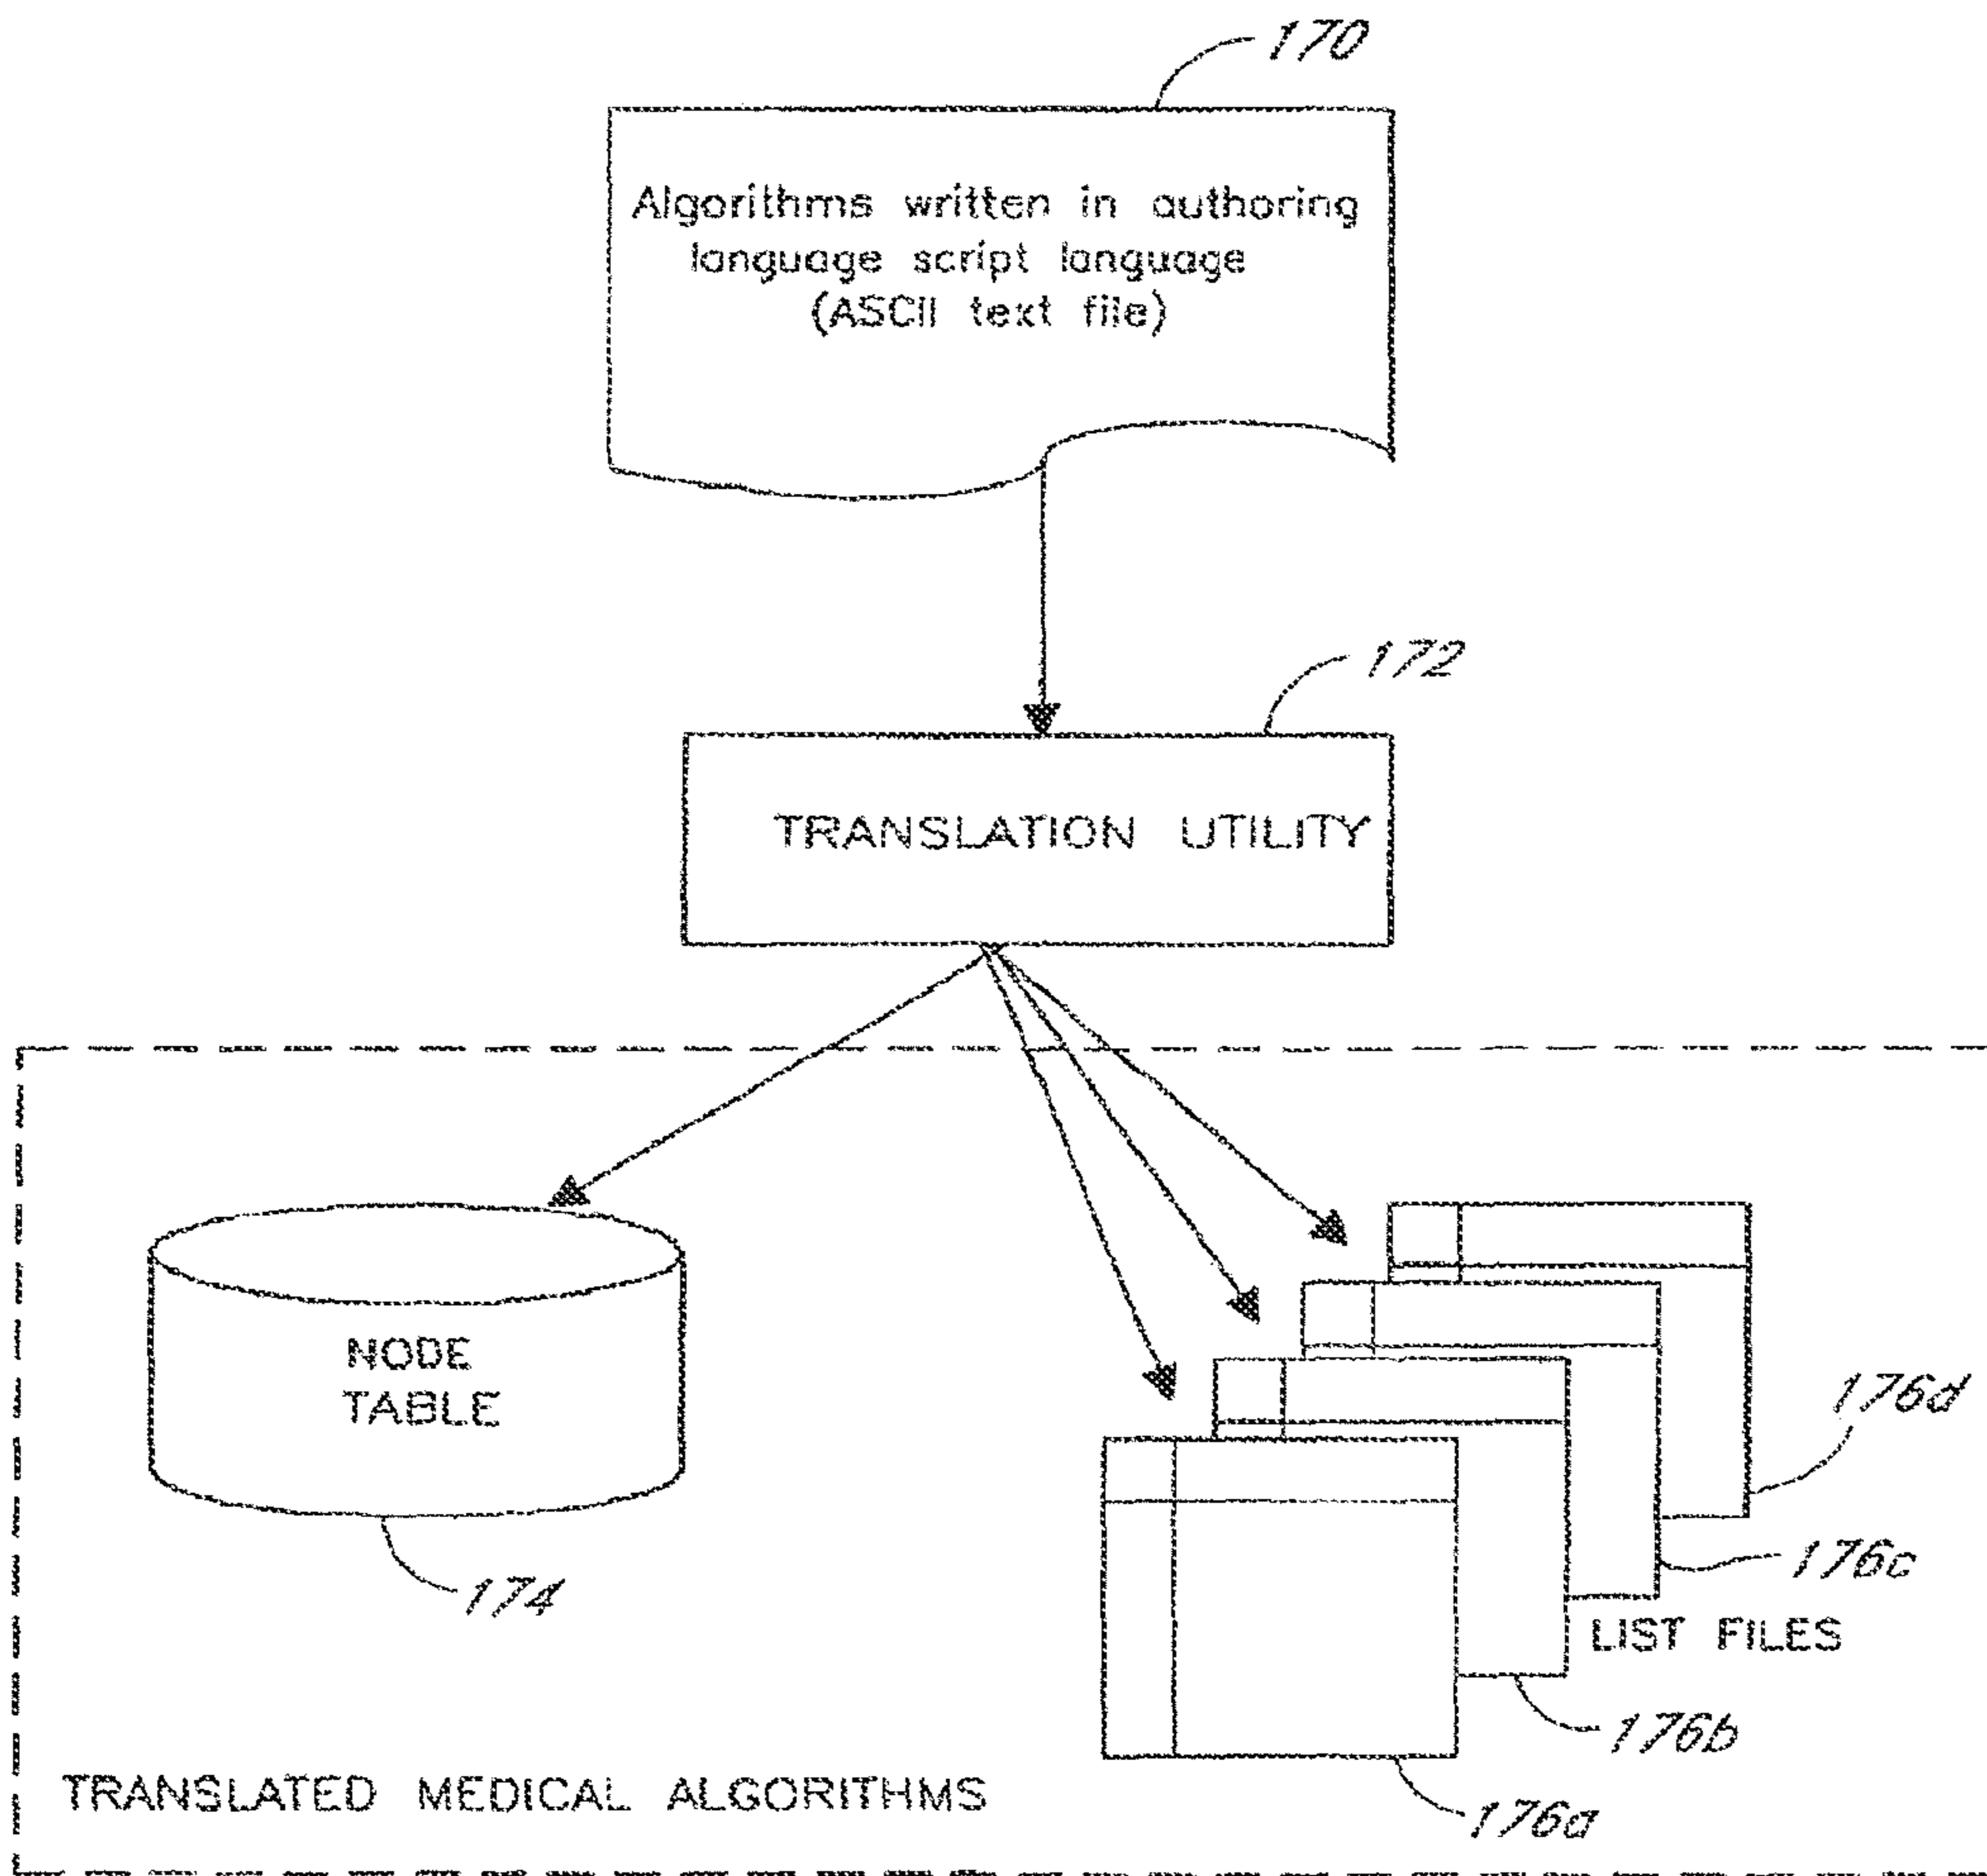 170
Algorithms written in authoring
language script language
(ASCII text file)
172
TRANSLATION UTILITY
NODE
TABLE
174
176d
176c
LIST FILES
176b
176a
TRANSLATED MEDICAL ALGORITHMS